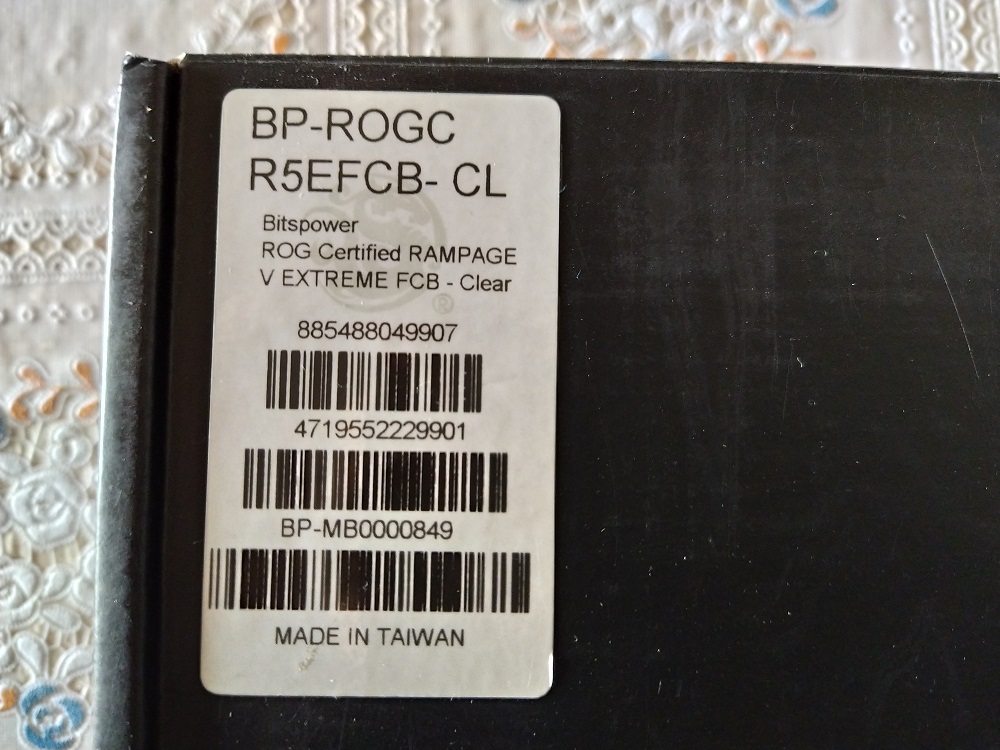 BP-ROGC
R5EFCB- CL
Bitspower
ROG Certified RAMPAGE
V EXTREME FCB - Clear
®
885488049907
4719552229901
BP-MB0000849
MADE IN TAIWAN